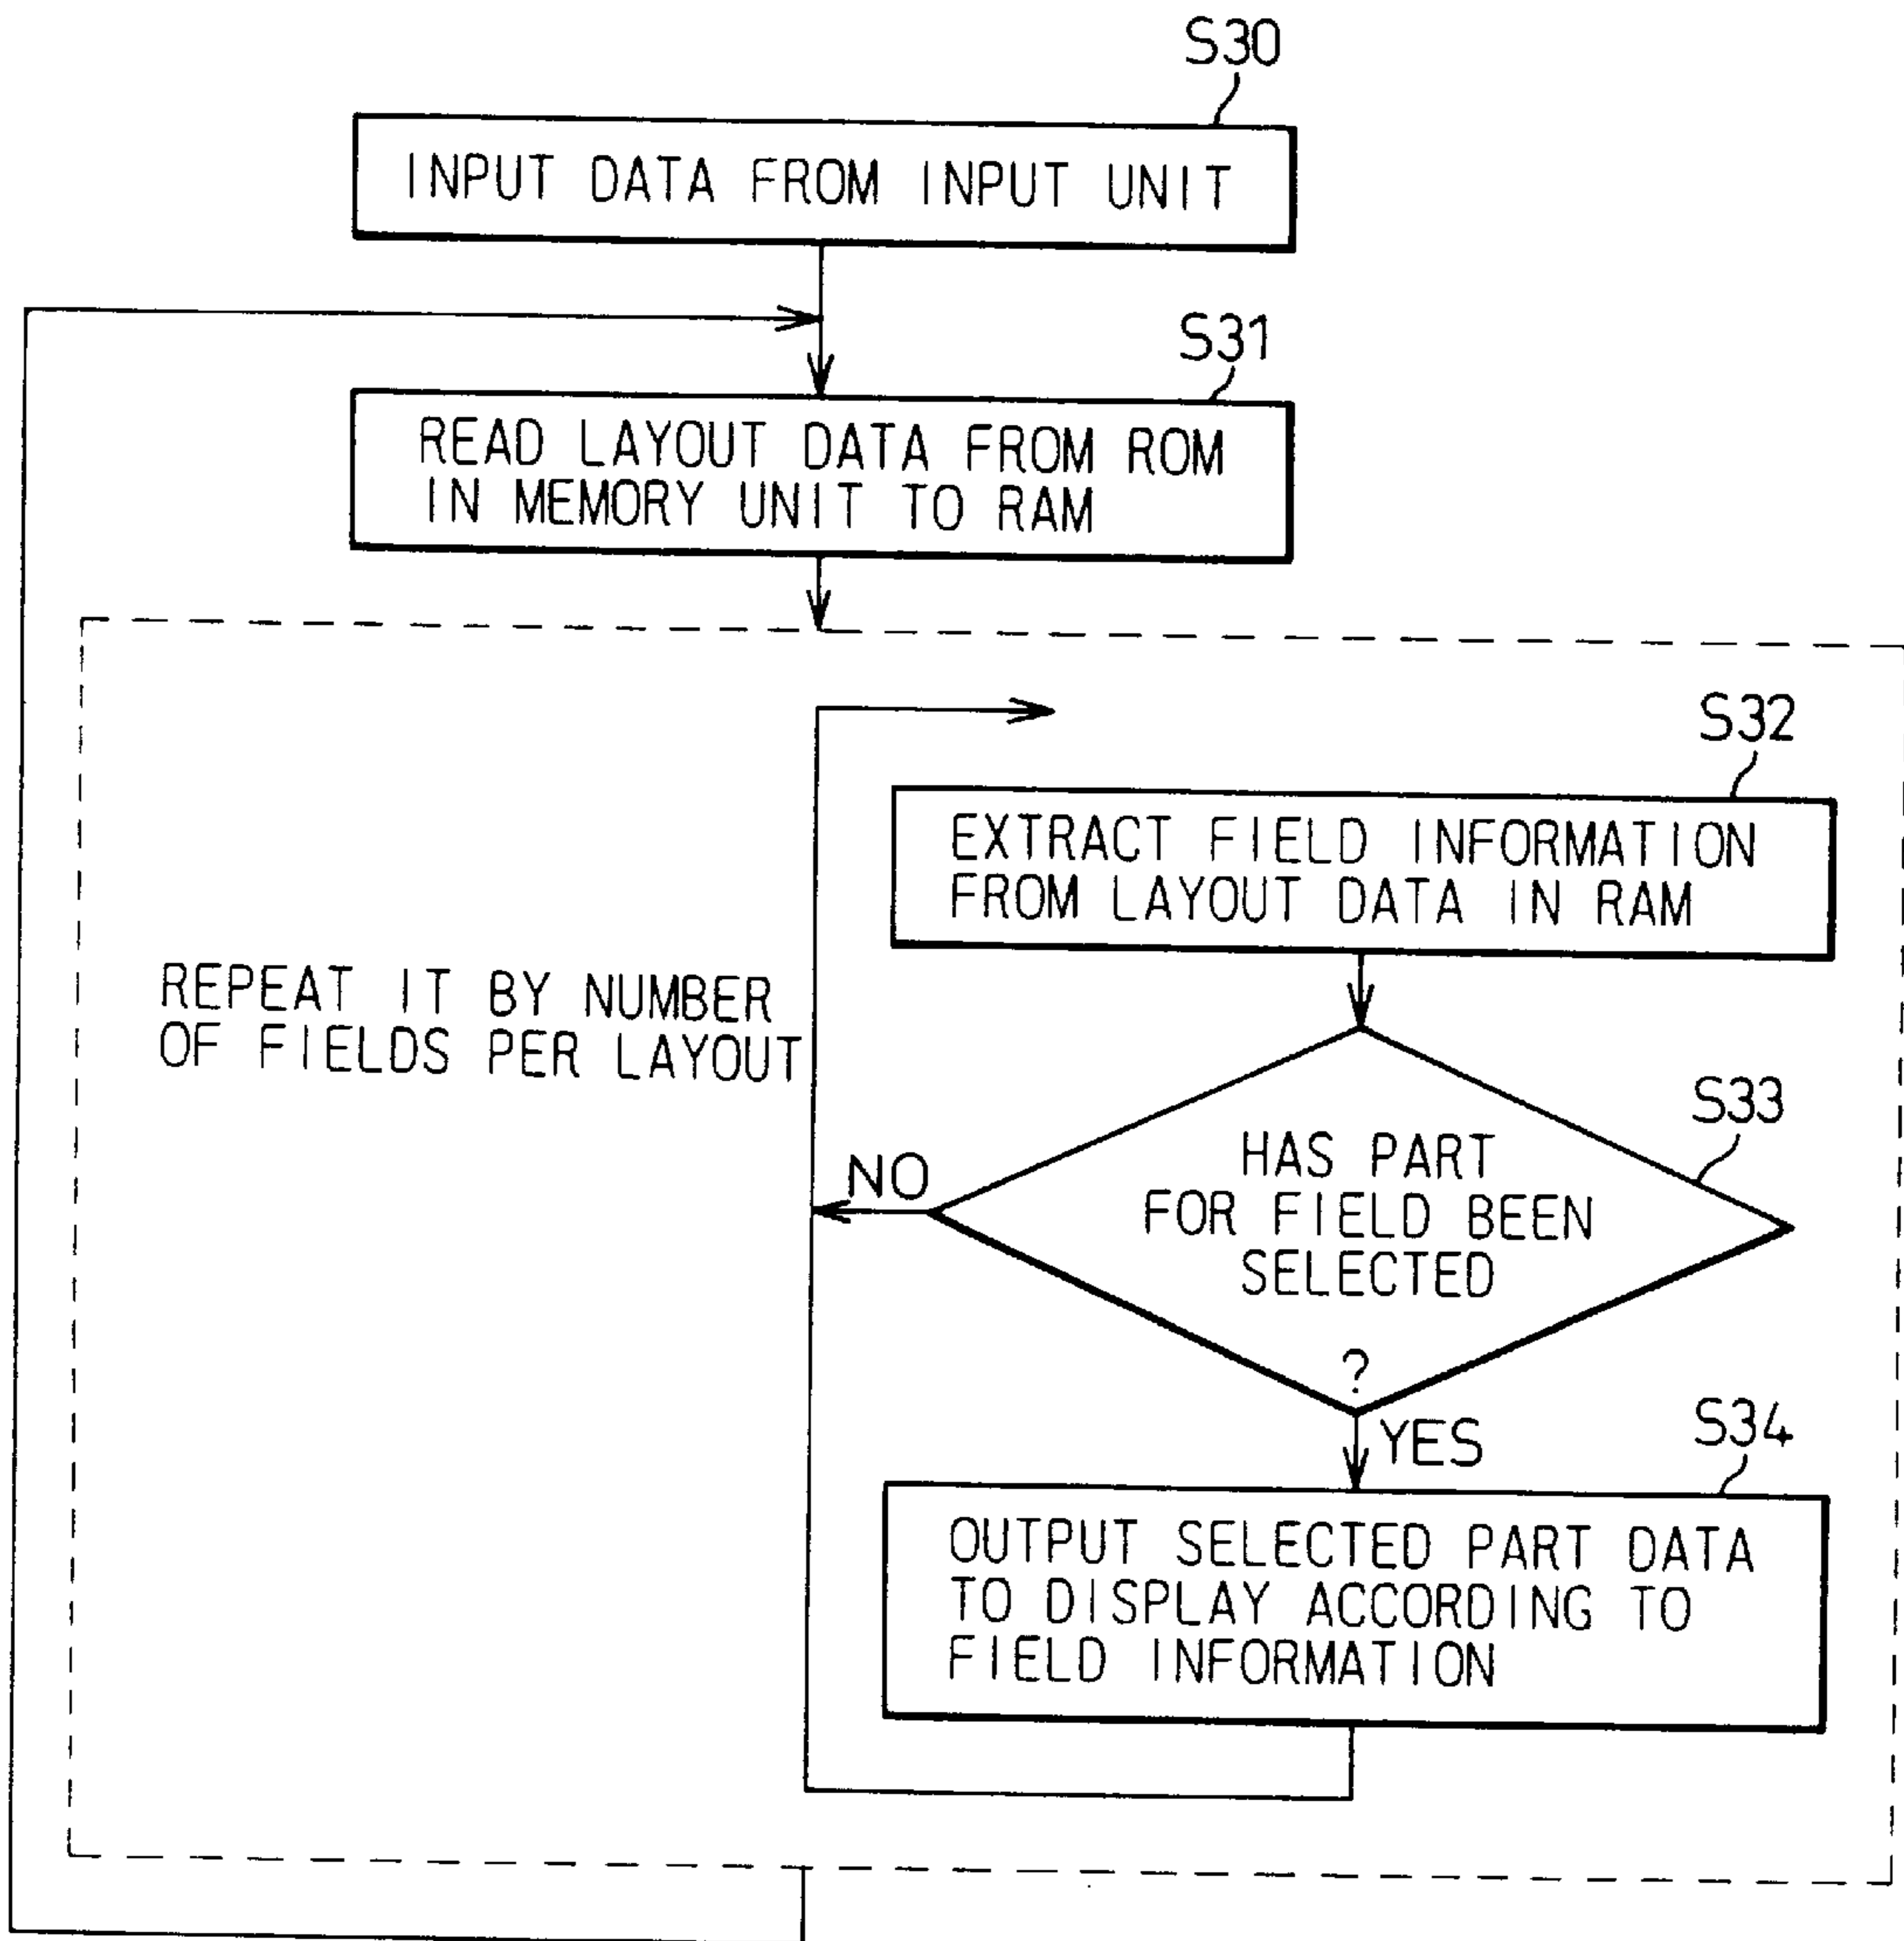 S30
INPUT DATA FROM INPUT UNIT
S31
READ LAYOUT DATA FROM ROM
IN MEMORY UNIT TO RAM
S32
EXTRACT FIELD INFORMATION
FROM LAYOUT DATA IN RAM
REPEAT IT BY NUMBER
OF FIELDS PER LAYOUT
S33
HAS PART
NO
FOR FIELD BEEN
SELECTED
?
YES
S34
OUTPUT SELECTED PART DATA
TO DISPLAY ACCORDING TO
FIELD INFORMATION